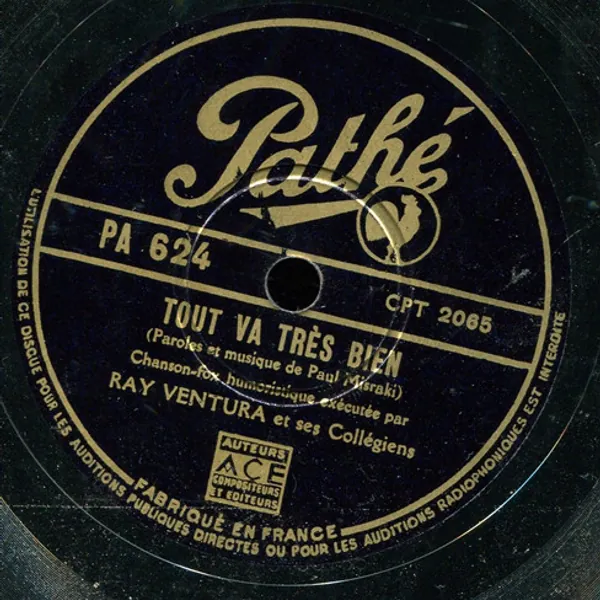 Pathé
PA 624
CPT 2065
TOUT VA TRÈS BIEN
(Paroles et musique de Paul Misraki)
Chanson-fox humoristique exécutée par
RAY VENTURA et ses Collégiens
AUTEURS
ACE
COMPOSITEURS
ET EDITEURS
FABRIQUÉ EN FRANCE
L'UTILISATION DE CE DISQUE POUR LES AUDITIONS PUBLIQUES DIRECTES OU POUR LES AUDITIONS RADIOPHONIQUES EST INTERDITE